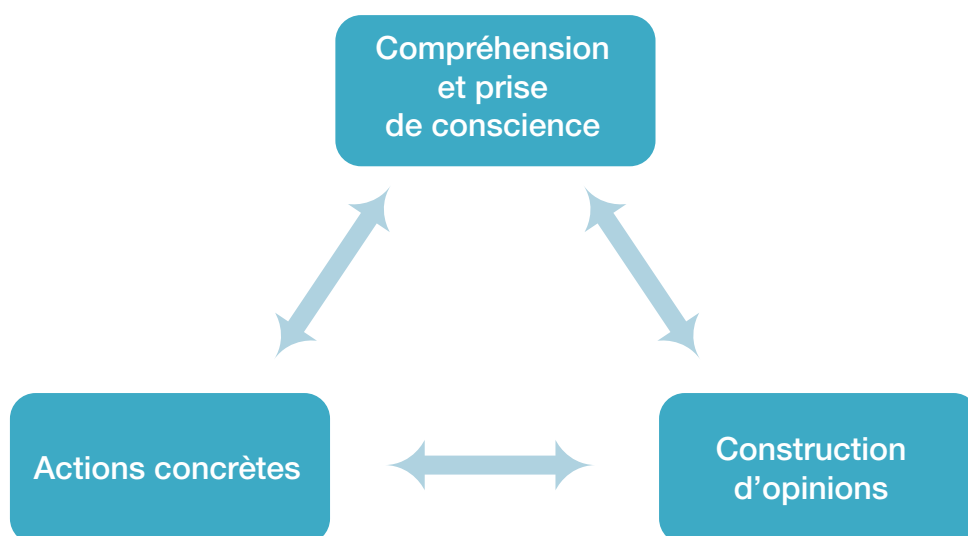 Compréhension
et prise
de conscience
Actions concrètes
Construction
d’opinions